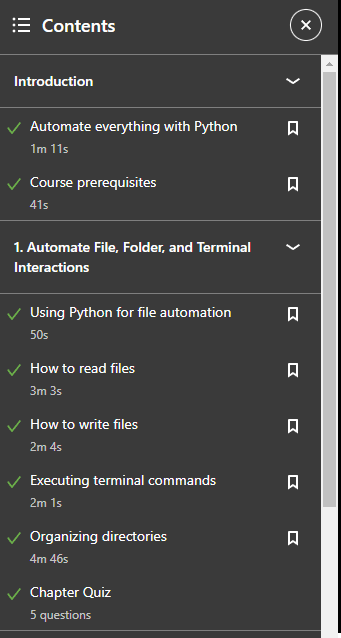 Contents
Introduction
Automate everything with Python
1m 11s
Course prerequisites
41s
1. Automate File, Folder, and Terminal
Interactions
Using Python for file automation
50s
How to read files
3m 3s
How to write files
2m 4s
Executing terminal commands
2m 1s
Organizing directories
4m 46s
Chapter Quiz
5 questions